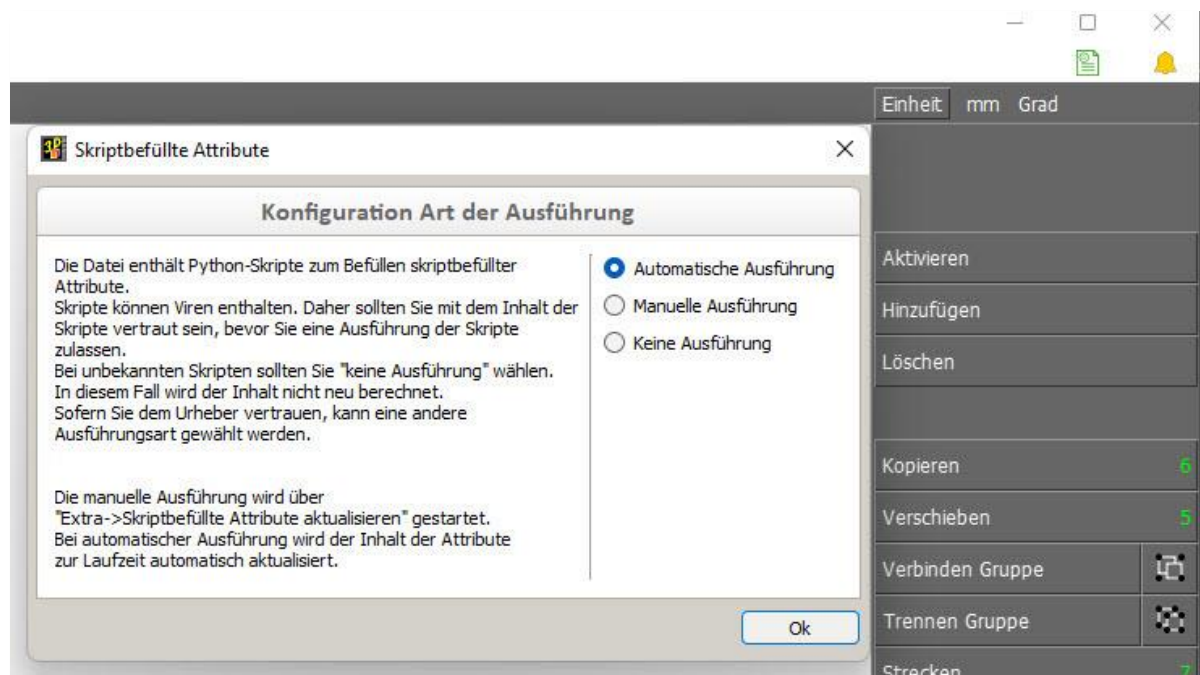 Einheit mm Grad
Skriptbefüllte Attribute
Konfiguration Art der Ausführung
Die Datei enthält Python-Skripte zum Befüllen skriptbefüllter
Attribute.
Skripte können Viren enthalten. Daher sollten Sie mit dem Inhalt der
Skripte vertraut sein, bevor Sie eine Ausführung der Skripte
zulassen.
Bei unbekannten Skripten sollten Sie "keine Ausführung" wählen.
In diesem Fall wird der Inhalt nicht neu berechnet.
Sofern Sie dem Urheber vertrauen, kann eine andere
Ausführungsart gewählt werden.
Die manuelle Ausführung wird über
"Extra->Skriptbefüllte Attribute aktualisieren" gestartet.
Bei automatischer Ausführung wird der Inhalt der Attribute
zur Laufzeit automatisch aktualisiert.
Automatische Ausführung
Manuelle Ausführung
Keine Ausführung
Ok
Aktivieren
Hinzufügen
Löschen
Kopieren 6
Verschieben 5
Verbinden Gruppe
Trennen Gruppe
Strecken 7